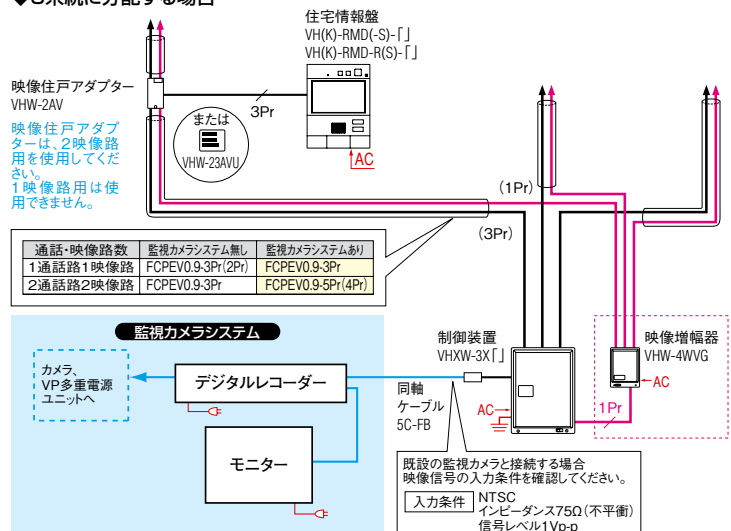 ◆3系統に分配する場合
住宅情報盤
VH(K)-RMD(-S)-「」
VH(K)-RMD-R(S)-「」
映像住戸アダプター
VHW-2AV
3Pr
または
VHW-23AVU
AC
映像住戸アダプ
ターは、2映像路
用を使用してくだ
さい。
1映像路用は使
用できません。
(1Pr)
(3Pr)
通話・映像路数 監視カメラシステム無し 監視カメラシステムあり
1通話路1映像路 FCPEV0.9-3Pr(2Pr) FCPEV0.9-3Pr
2通話路2映像路 FCPEV0.9-3Pr FCPEV0.9-5Pr(4Pr)
監視カメラシステム
カメラ、
VP多重電源
ユニットへ
デジタルレコーダー
モニター
同軸
ケーブル
5C-FB
制御装置
VHXW-3X「」
AC
映像増幅器
VHW-4WVG
AC
1Pr
既設の監視カメラと接続する場合
映像信号の入力条件を確認してください。
入力条件 NTSC
インピーダンス75Ω(不平衡)
信号レベル1Vp-p